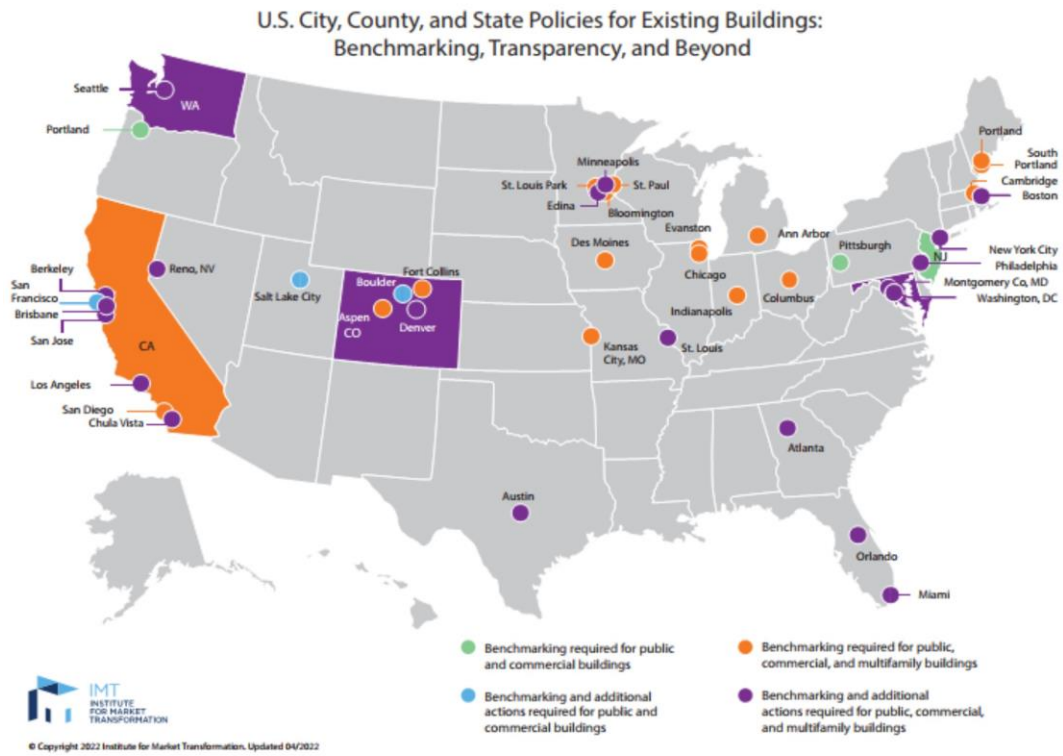 U.S. City, County, and State Policies for Existing Buildings:
Benchmarking, Transparency, and Beyond
Seattle
WA
Portland
Minneapolis
St. Louis Park
St. Paul
Edina
Bloomington
Portland
South
Portland
Cambridge
Boston
Evanston
Ann Arbor
Des Moines
Chicago
Pittsburgh
NJ
New York City
Philadelphia
Montgomery Co, MD
Washington, DC
Berkeley
San
Francisco
Brisbane
San Jose
Reno, NV
Salt Lake City
Boulder
Fort Collins
Aspen
CO
Denver
Indianapolis
Columbus
CA
Kansas
City, MO
St. Louis
Los Angeles
San Diego
Chula Vista
Atlanta
Austin
Orlando
Miami
Benchmarking required for public
and commercial buildings
Benchmarking required for public,
commercial, and multifamily buildings
Benchmarking and additional
actions required for public and
commercial buildings
Benchmarking and additional
actions required for public, commercial,
and multifamily buildings
IMT
INSTITUTE
FOR MARKET
TRANSFORMATION
© Copyright 2022 Institute for Market Transformation. Updated 04/2022